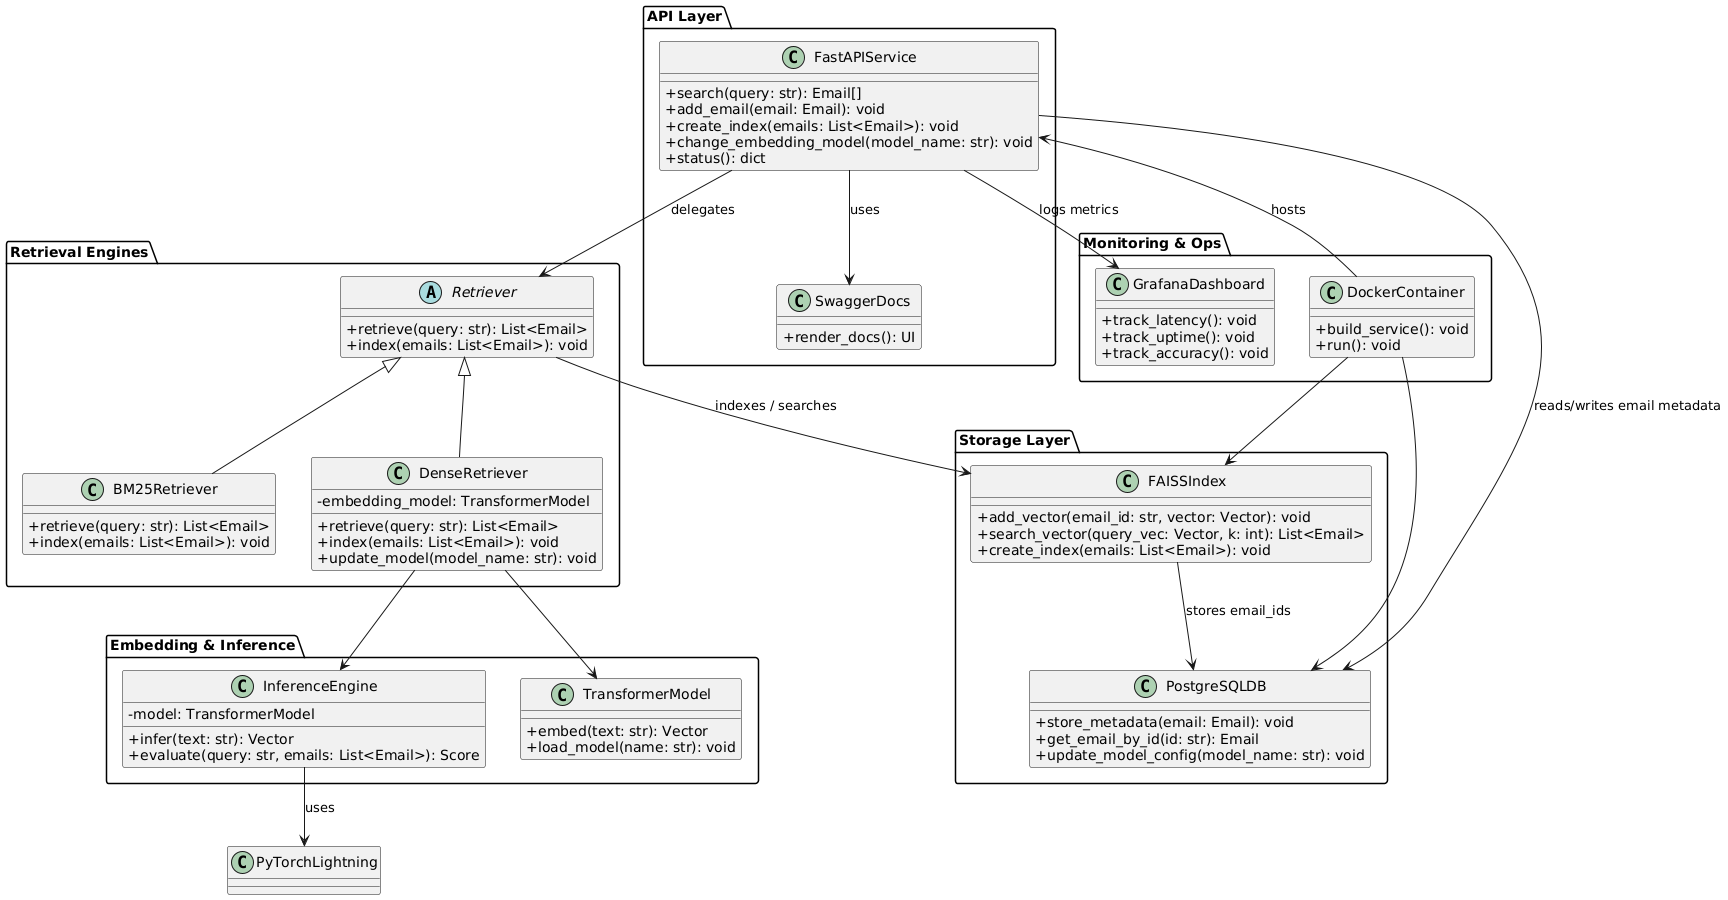 API Layer
C FastAPIService
+search(query: str): Email[]
+add_email(email: Email): void
+create_index(emails: List<Email>): void
+change_embedding_model(model_name: str): void
+status(): dict
delegates
uses
logs metrics
hosts
C SwaggerDocs
+render_docs(): UI
Retrieval Engines
A Retriever
+retrieve(query: str): List<Email>
+index(emails: List<Email>): void
Monitoring & Ops
C GrafanaDashboard
+track_latency(): void
+track_uptime(): void
+track_accuracy(): void
C DockerContainer
+build_service(): void
+run(): void
indexes / searches
reads/writes email metadata
C BM25Retriever
+retrieve(query: str): List<Email>
+index(emails: List<Email>): void
C DenseRetriever
-embedding_model: TransformerModel
+retrieve(query: str): List<Email>
+index(emails: List<Email>): void
+update_model(model_name: str): void
Storage Layer
C FAISSIndex
+add_vector(email_id: str, vector: Vector): void
+search_vector(query_vec: Vector, k: int): List<Email>
+create_index(emails: List<Email>): void
stores email_ids
Embedding & Inference
C InferenceEngine
-model: TransformerModel
+infer(text: str): Vector
+evaluate(query: str, emails: List<Email>): Score
C TransformerModel
+embed(text: str): Vector
+load_model(name: str): void
C PostgreSQLDB
+store_metadata(email: Email): void
+get_email_by_id(id: str): Email
+update_model_config(model_name: str): void
uses
C PyTorchLightning